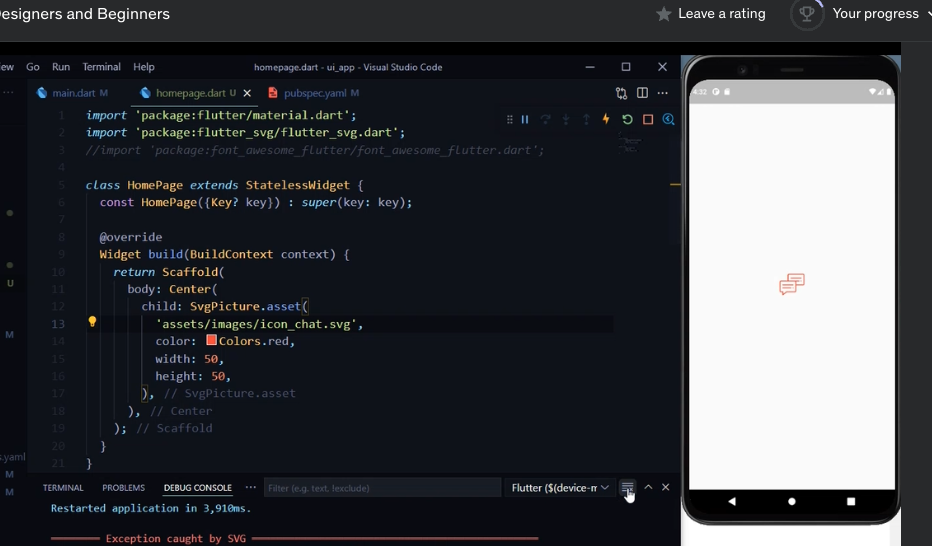 esigners and Beginners
Leave a rating
Your progress
ew Go Run Terminal Help
homepage.dart - ui_app - Visual Studio Code
main.dart M
homepage.dart U
pubspec.yaml M
1 import 'package:flutter/material.dart';
2 import 'package:flutter_svg/flutter_svg.dart';
3 //import 'package:font_awesome_flutter/font_awesome_flutter.dart';
4
5 class HomePage extends StatelessWidget {
6 const HomePage({Key? key}) : super(key: key);
7
8 @override
9 Widget build(BuildContext context) {
10 return Scaffold(
11 body: Center(
12 child: SvgPicture.asset(
13 'assets/images/icon_chat.svg',
14 color: Colors.red,
15 width: 50,
16 height: 50,
17 ), // SvgPicture.asset
18 ), // Center
19 ); // Scaffold
20 }
21 }
U
M
s.yaml
M
M
4:32
TERMINAL PROBLEMS DEBUG CONSOLE ··· Filter (e.g. text, !exclude) Flutter ($(device-m
Restarted application in 3,910ms.
Exception caught by SVG